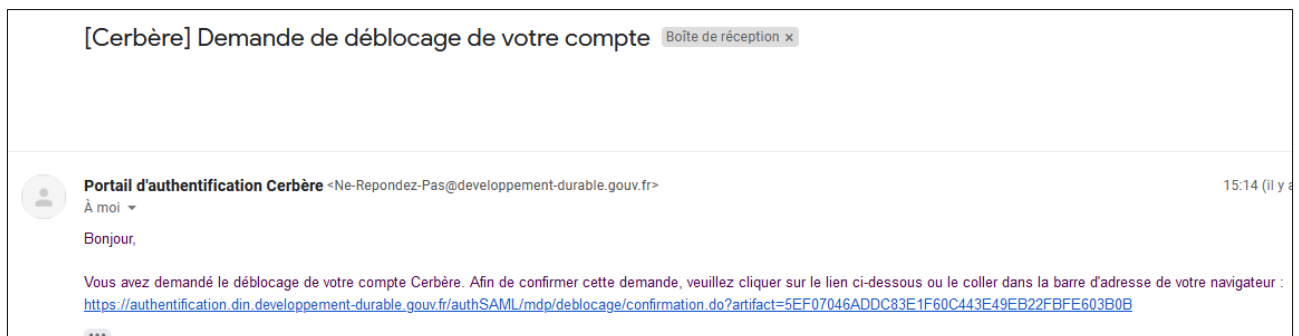 [Cerbère] Demande de déblocage de votre compte Boîte de réception x
Portail d'authentification Cerbère <Ne-Repondez-Pas@developpement-durable.gouv.fr> 15:14 (il y a
À moi
Bonjour,
Vous avez demandé le déblocage de votre compte Cerbère. Afin de confirmer cette demande, veuillez cliquer sur le lien ci-dessous ou le coller dans la barre d'adresse de votre navigateur :
https://authentification.din.developpement-durable.gouv.fr/authSAML/mdp/deblocage/confirmation.do?artifact=5EF07046ADDC83E1F60C443E49EB22FBFE603B0B